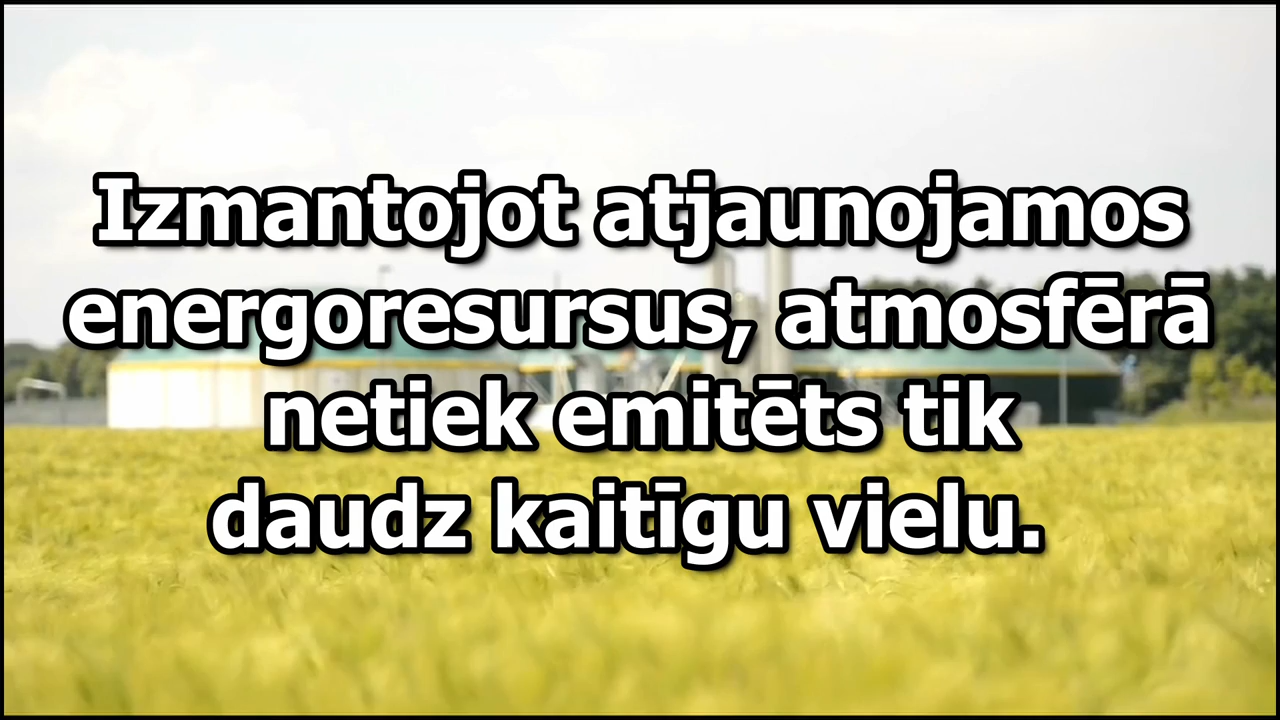 Izmantojot atjaunojamos
energoresursus, atmosfērā
netiek emitēts tik
daudz kaitīgu vielu.